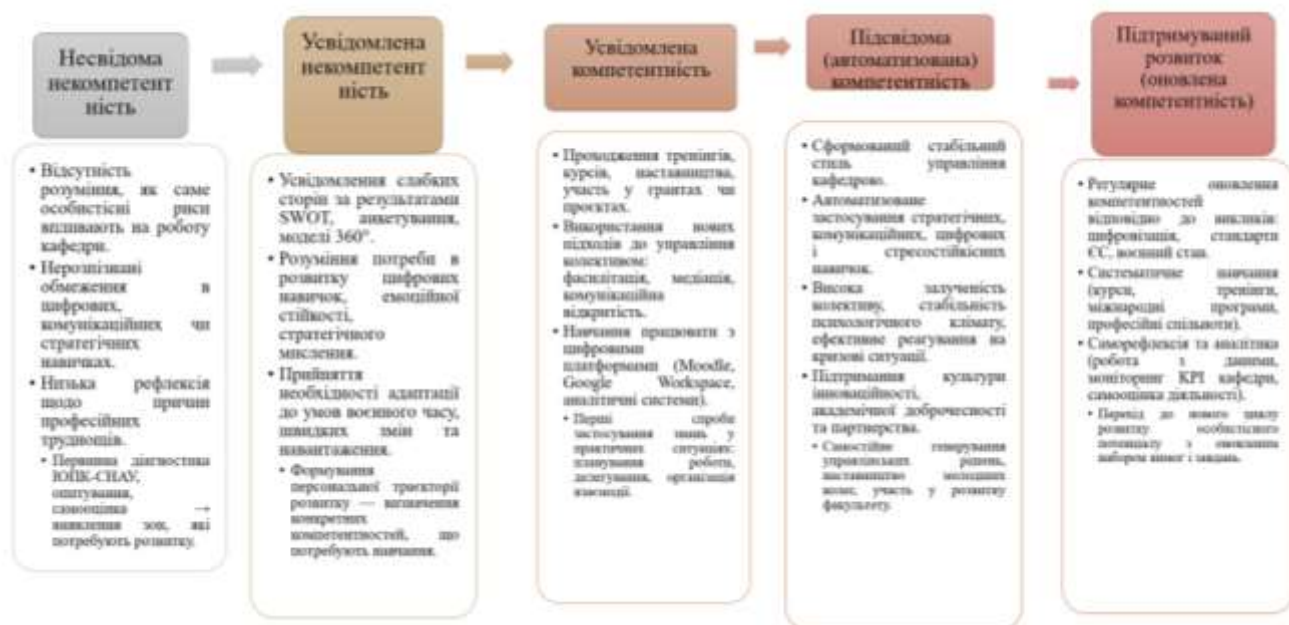 Несвідома
некомпетент
ність
Відсутність
розуміння, як саме
особистісні риси
впливають на роботу
кафедри.
Нерозпізнані
обмеження в
цифрових,
комунікаційних чи
стратегічних
навичках.
Низька рефлексія
щодо причин
професійних
труднощів.
Первинна діагностика
опитування,
самооцінка →
виявлення зон, які
потребують розвитку.
Усвідомлена
некомпетент
ність
Усвідомлення слабких
сторін за результатами
SWOT, анкетування,
моделі 360°.
Розуміння потреби в
розвитку цифрових
навичок, емоційної
стійкості,
стратегічного
мислення.
Прийняття
необхідності адаптації
до умов воєнного часу,
швидких змін та
навантаження.
Формування
персональної траєкторії
розвитку — визначення
конкретних
компетентностей, що
потребують навчання.
Усвідомлена
компетентність
Проходження тренінгів,
курсів, наставництва,
участь у грантах чи
проєктах.
Використання нових
підходів до управління
колективом:
фасилітація, медіація,
комунікаційна
відкритість.
Навчання працювати з
цифровими
платформами (Moodle,
Google Workspace,
аналітичні системи).
Перші спроби
застосування знань у
практичних ситуаціях:
планування роботи,
делегування, організація
взаємодії.
Підсвідома
(автоматизована)
компетентність
Сформований стабільний
стиль управління
кафедрою.
Автоматизоване
застосування стратегічних,
комунікаційних, цифрових
і стресостійкісних
навичок.
Висока залученість
колективу, стабільність
психологічного клімату,
ефективне реагування на
кризові ситуації.
Підтримання культури
інноваційності,
академічної доброчесності
та партнерства.
Самостійне генерування
управлінських рішень,
наставництво молодших
колег, участь у розвитку
факультету.
Підтримуваний
розвиток
(оновлена
компетентність)
Регулярне оновлення
компетентностей
відповідно до викликів:
цифровізація, стандарти
ЄС, воєнний стан.
Систематичне навчання
(курси, тренінги,
міжнародні програми,
професійні спільноти).
Саморефлексія та аналітика
(робота з даними,
моніторинг KPI кафедри,
самооцінка діяльності).
Перехід до нового циклу
розвитку особистісного
потенціалу з оновленим
набором вимог і завдань.